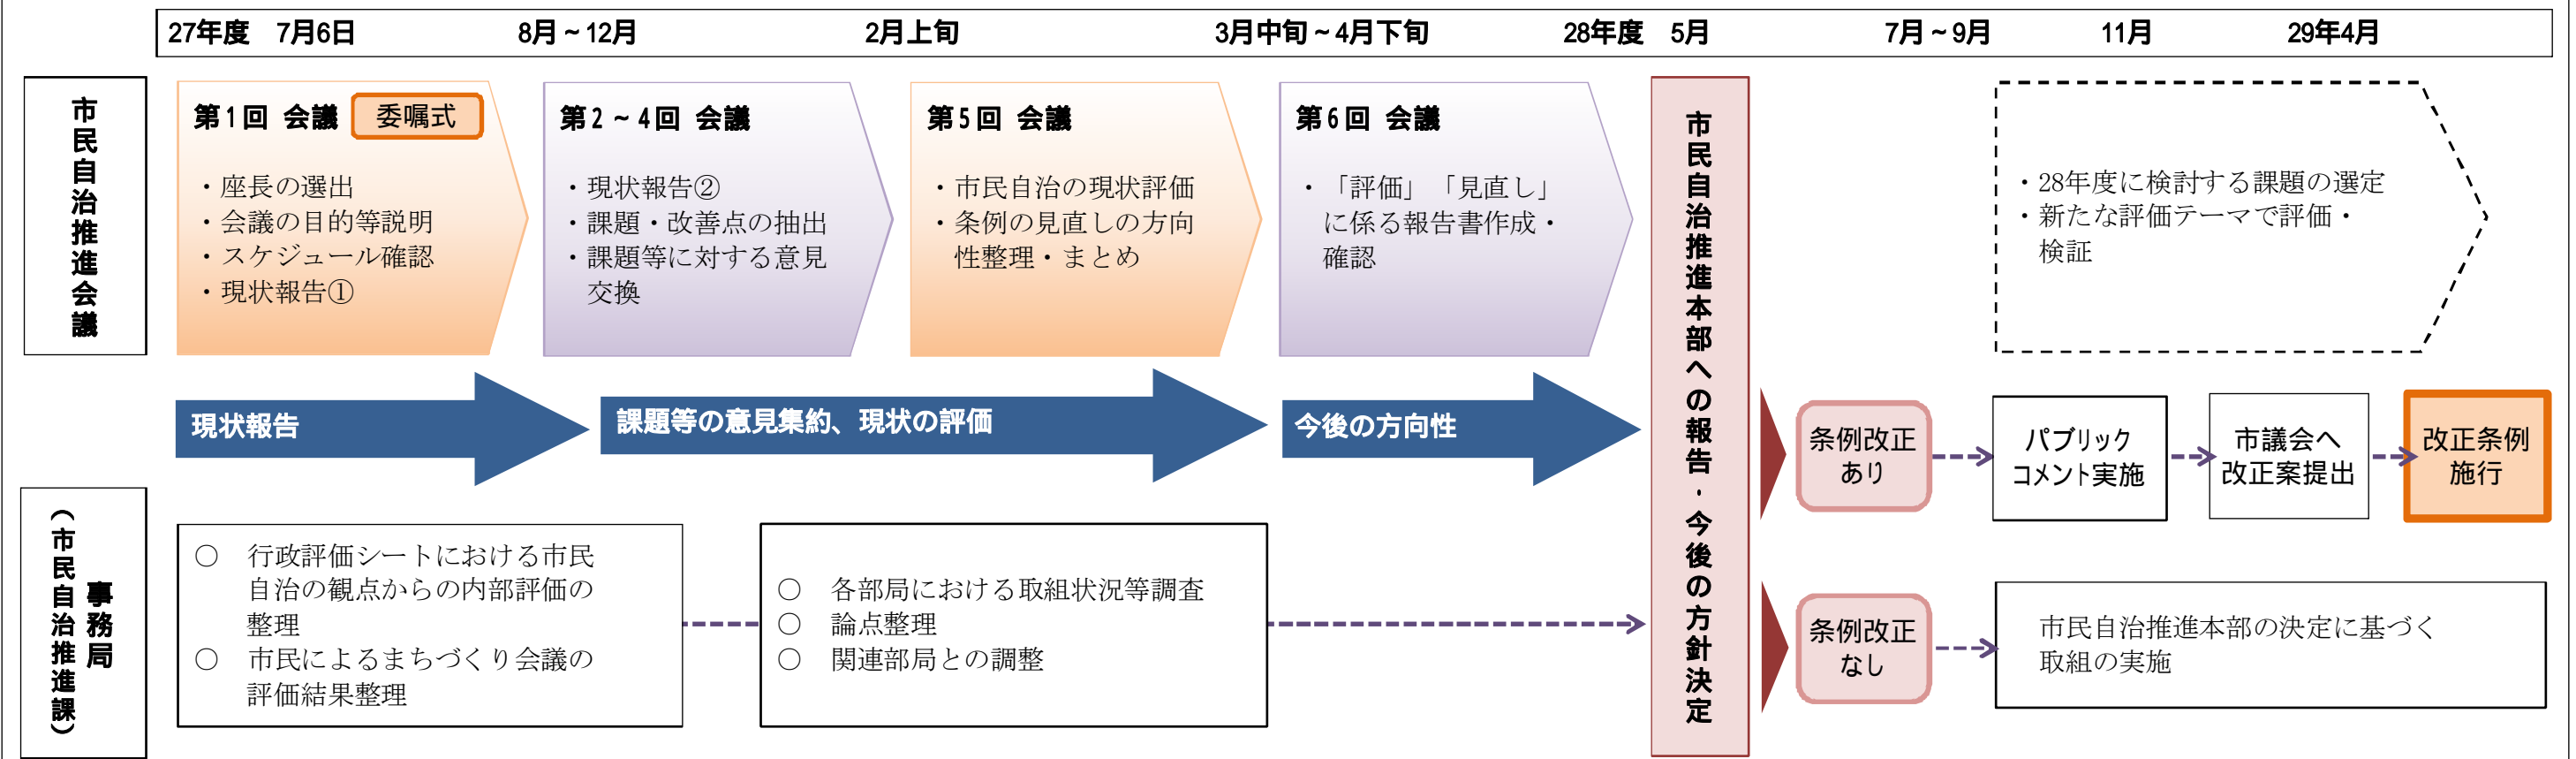 27年度 7月6日 8月～12月 2月上旬 3月中旬～4月下旬 28年度 5月 7月～9月 11月 29年4月
市民自治推進会議
第1回 会議 委嘱式
・座長の選出
・会議の目的等説明
・スケジュール確認
・現状報告①
第2～4回 会議
・現状報告②
・課題・改善点の抽出
・課題等に対する意見
交換
第5回 会議
・市民自治の現状評価
・条例の見直しの方向
性整理・まとめ
第6回 会議
・「評価」「見直し」
に係る報告書作成・
確認
市民自治推進本部への報告・今後の方針決定
・28年度に検討する課題の選定
・新たな評価テーマで評価・
検証
現状報告
課題等の意見集約、現状の評価
今後の方向性
条例改正
あり
パブリック
コメント実施
市議会へ
改正案提出
改正条例
施行
事務局
（市民自治推進課）
○ 行政評価シートにおける市民
自治の観点からの内部評価の
整理
○ 市民によるまちづくり会議の
評価結果整理
○ 各部局における取組状況等調査
○ 論点整理
○ 関連部局との調整
条例改正
なし
市民自治推進本部の決定に基づく
取組の実施